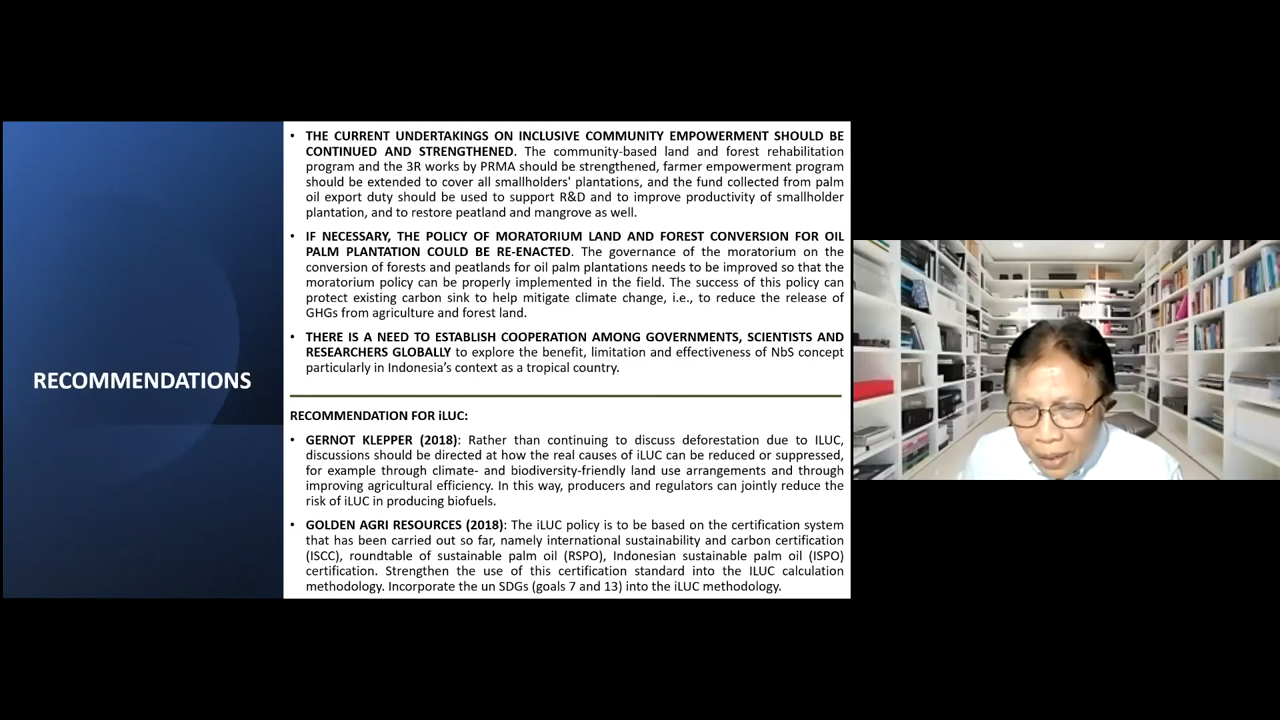 RECOMMENDATIONS
• THE CURRENT UNDERTAKINGS ON INCLUSIVE COMMUNITY EMPOWERMENT SHOULD BE
CONTINUED AND STRENGTHENED. The community-based land and forest rehabilitation
program and the 3R works by PRMA should be strengthened, farmer empowerment program
should be extended to cover all smallholders' plantations, and the fund collected from palm
oil export duty should be used to support R&D and to improve productivity of smallholder
plantation, and to restore peatland and mangrove as well.
• IF NECESSARY, THE POLICY OF MORATORIUM LAND AND FOREST CONVERSION FOR OIL
PALM PLANTATION COULD BE RE-ENACTED. The governance of the moratorium on the
conversion of forests and peatlands for oil palm plantations needs to be improved so that the
moratorium policy can be properly implemented in the field. The success of this policy can
protect existing carbon sink to help mitigate climate change, i.e., to reduce the release of
GHGs from agriculture and forest land.
• THERE IS A NEED TO ESTABLISH COOPERATION AMONG GOVERNMENTS, SCIENTISTS AND
RESEARCHERS GLOBALLY to explore the benefit, limitation and effectiveness of NbS concept
particularly in Indonesia's context as a tropical country.
RECOMMENDATION FOR iLUC:
• GERNOT KLEPPER (2018): Rather than continuing to discuss deforestation due to ILUC,
discussions should be directed at how the real causes of iLUC can be reduced or suppressed,
for example through climate- and biodiversity-friendly land use arrangements and through
improving agricultural efficiency. In this way, producers and regulators can jointly reduce the
risk of iLUC in producing biofuels.
• GOLDEN AGRI RESOURCES (2018): The iLUC policy is to be based on the certification system
that has been carried out so far, namely international sustainability and carbon certification
(ISCC), roundtable of sustainable palm oil (RSPO), Indonesian sustainable palm oil (ISPO)
certification. Strengthen the use of this certification standard into the ILUC calculation
methodology. Incorporate the un SDGs (goals 7 and 13) into the iLUC methodology.